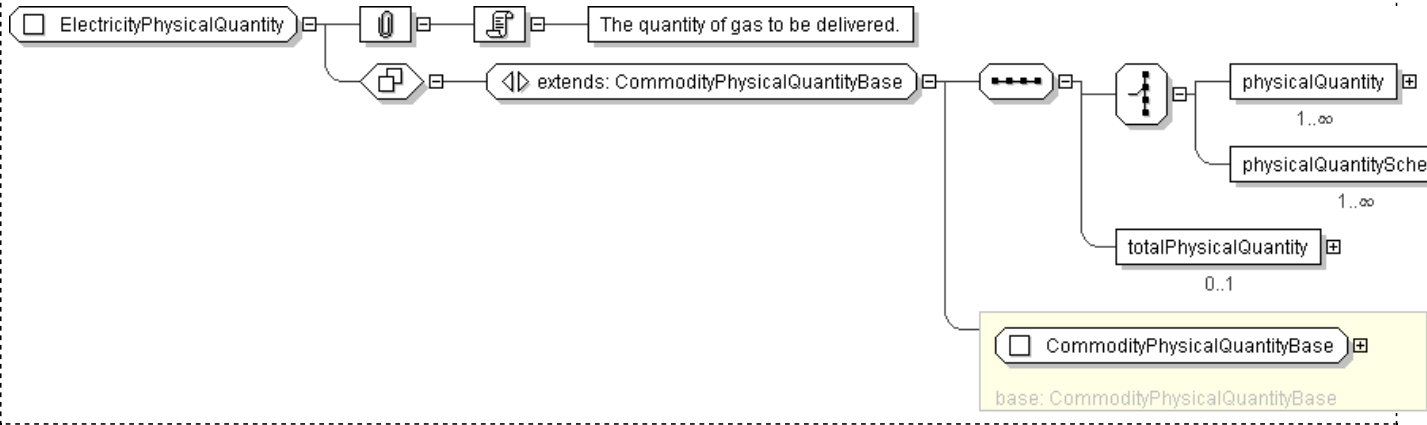 ElectricityPhysicalQuantity
The quantity of gas to be delivered.
extends: CommodityPhysicalQuantityBase
physicalQuantity
1..∞
physicalQuantitySche
1..∞
totalPhysicalQuantity
0..1
CommodityPhysicalQuantityBase
base: CommodityPhysicalQuantityBase